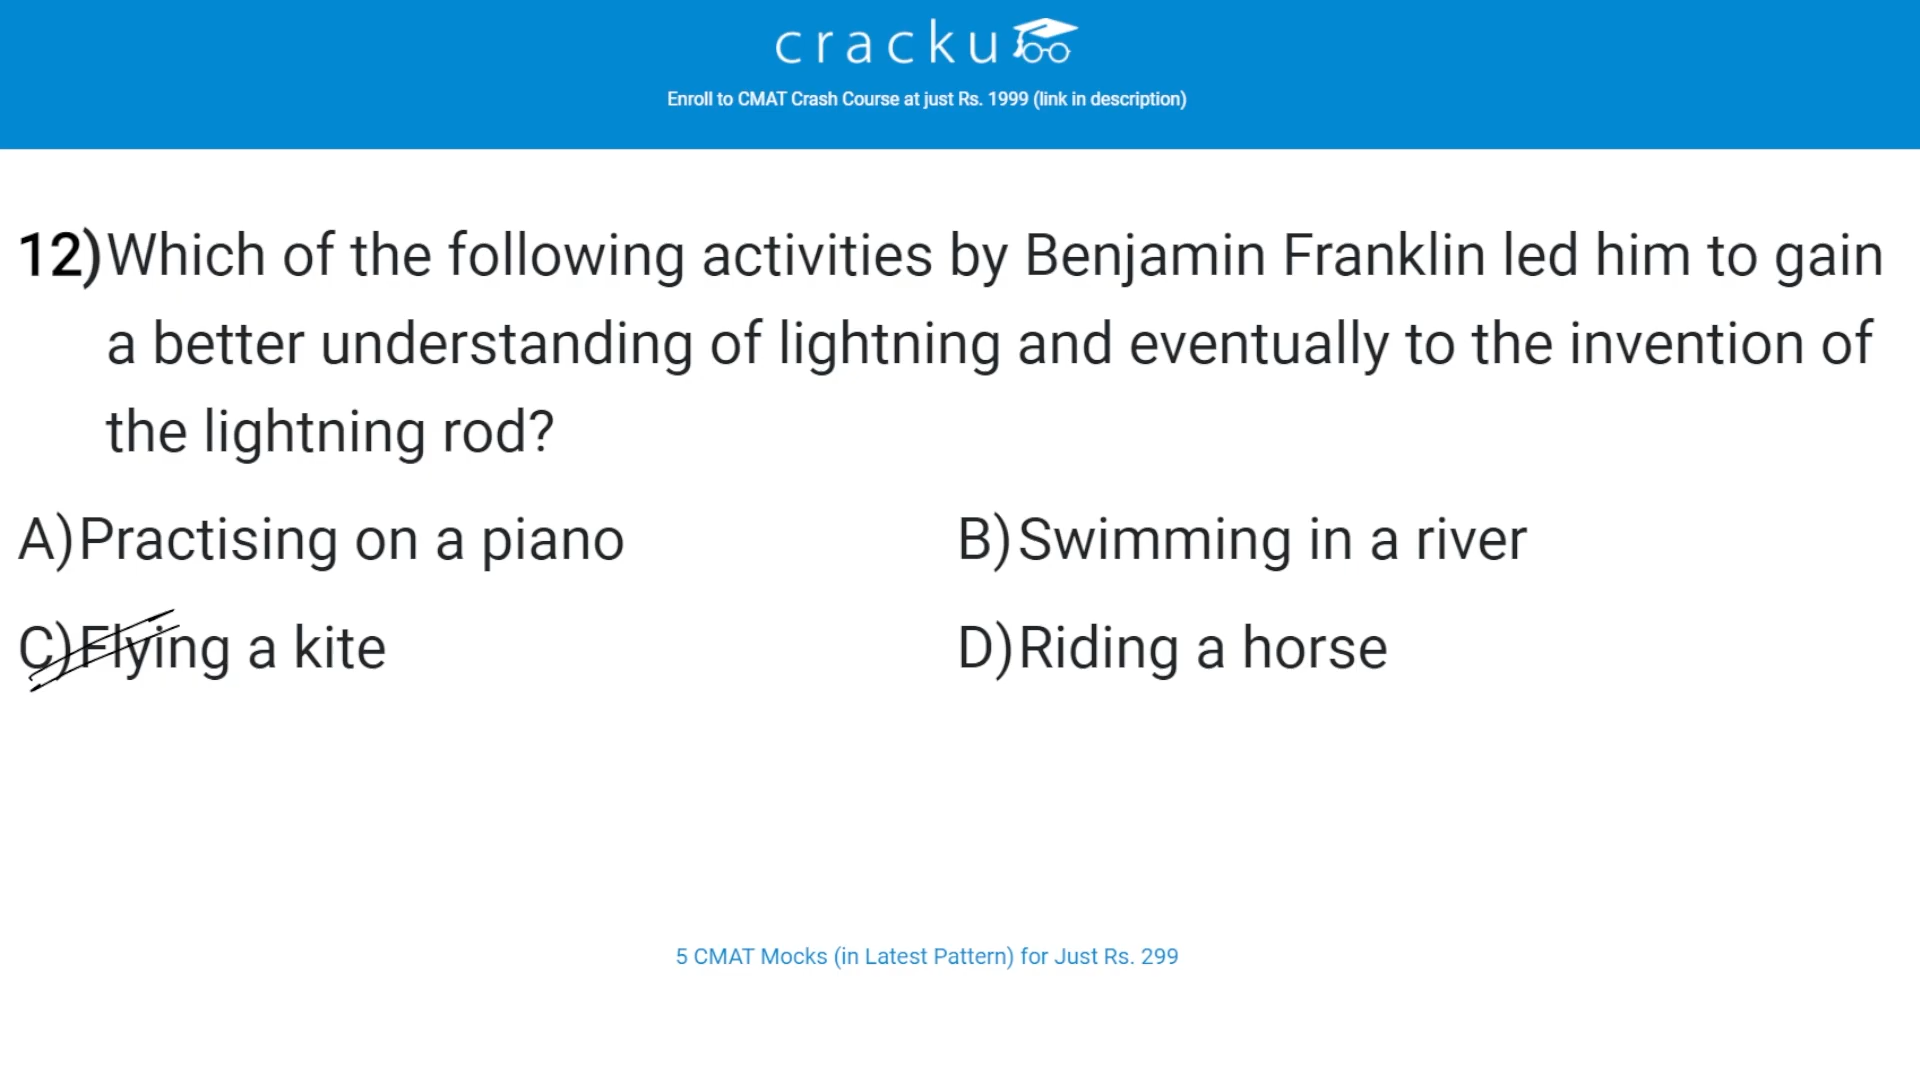 cracku
Enroll to CMAT Crash Course at just Rs. 1999 (link in description)
12)Which of the following activities by Benjamin Franklin led him to gain
a better understanding of lightning and eventually to the invention of
the lightning rod?
A)Practising on a piano B)Swimming in a river
C)Flying a kite D)Riding a horse
5 CMAT Mocks (in Latest Pattern) for Just Rs. 299